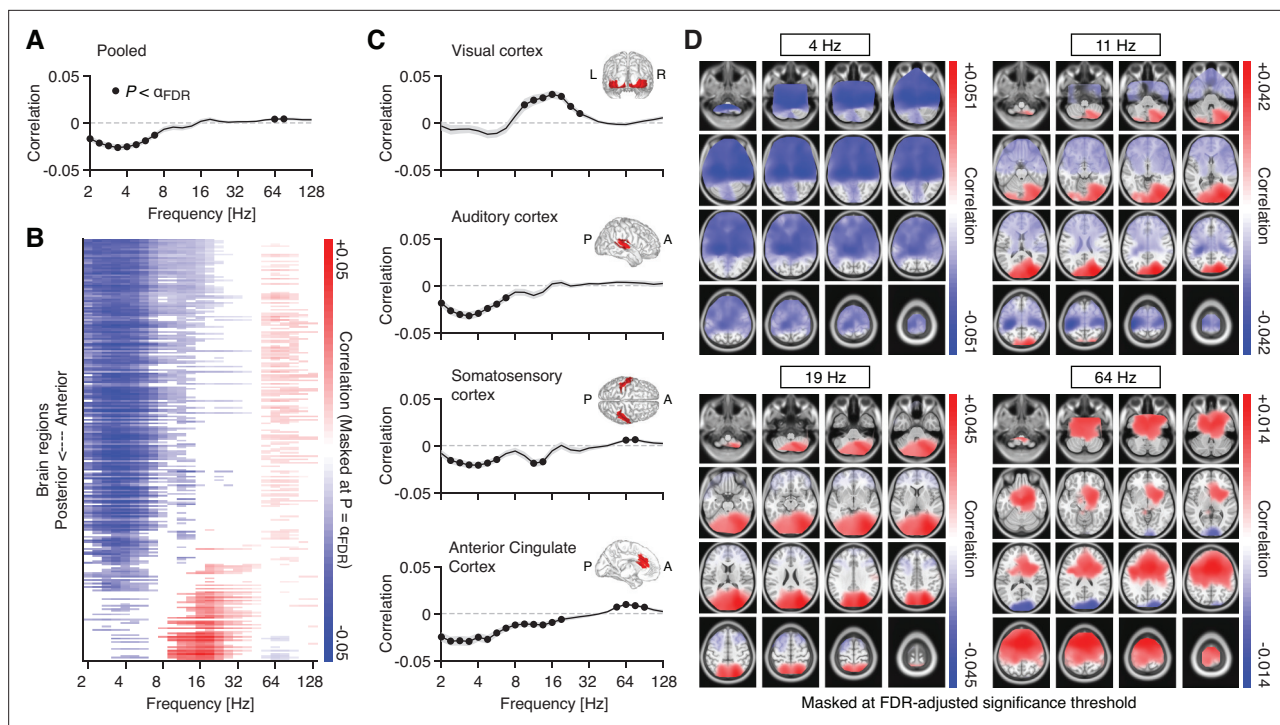 A
Pooled
0.05
P < αFDR
0
-0.05
Correlation
2 4 8 16 32 64 128
Frequency [Hz]
B
Brain regions
Posterior <--- Anterior
+0.05
Correlation (Masked at P = αFDR)
-0.05
2 4 8 16 32 64 128
Frequency [Hz]
C
Visual cortex
L R
0.05
0
-0.05
Correlation
Auditory cortex
P A
0.05
0
-0.05
Correlation
Somatosensory
cortex
P A
0.05
0
-0.05
Correlation
Anterior Cingulate
Cortex
P A
0.05
0
-0.05
Correlation
2 4 8 16 32 64 128
Frequency [Hz]
D
4 Hz
+0.051
Correlation
-0.051
11 Hz
+0.042
Correlation
-0.042
19 Hz
+0.045
Correlation
-0.045
64 Hz
+0.014
Correlation
-0.014
Masked at FDR-adjusted significance threshold